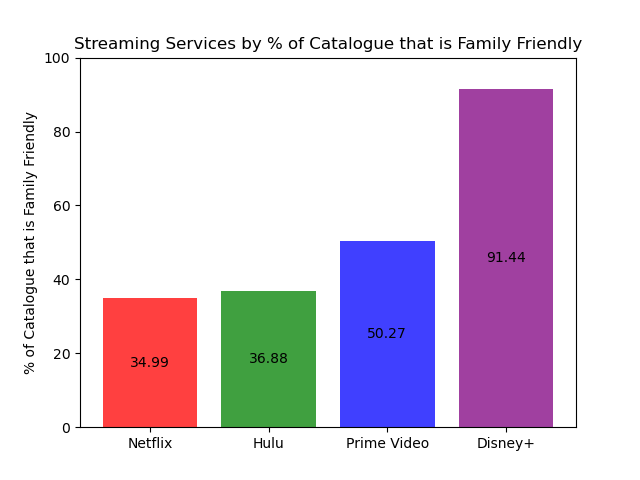 Streaming Services by % of Catalogue that is Family Friendly
% of Catalogue that is Family Friendly
100
80
60
40
20
0
34.99
36.88
50.27
91.44
Netflix
Hulu
Prime Video
Disney+